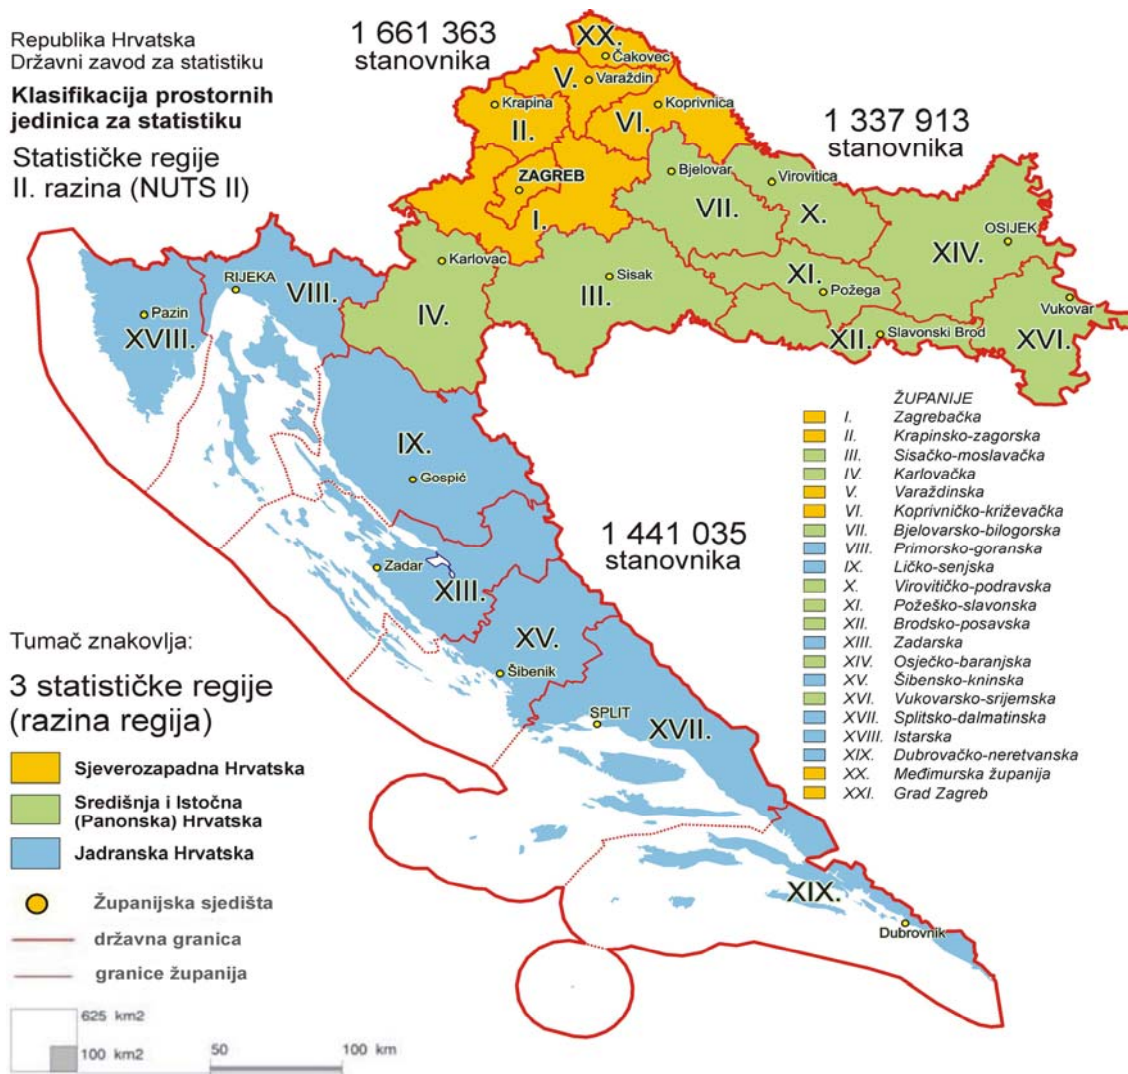 Republika Hrvatska
Državni zavod za statistiku
Klasifikacija prostornih
jedinica za statistiku
Statističke regije
II. razina (NUTS II)
1 661 363
stanovnika
1 337 913
stanovnika
1 441 035
stanovnika
XX.
Čakovec
V.
Varaždin
Krapina
II.
Koprivnica
VI.
ZAGREB
I.
Bjelovar
VII.
Virovitica
X.
OSIJEK
XIV.
Karlovac
IV.
Sisak
III.
XI.
Požega
Vukovar
XVI.
XII.
Slavonski Brod
RIJEKA
VIII.
Pazin
XVIII.
IX.
Gospić
Zadar
XIII.
XV.
Šibenik
SPLIT
XVII.
XIX.
Dubrovnik
ŽUPANIJE
I. Zagrebačka
II. Krapinsko-zagorska
III. Sisačko-moslavačka
IV. Karlovačka
V. Varaždinska
VI. Koprivničko-križevačka
VII. Bjelovarsko-bilogorska
VIII. Primorsko-goranska
IX. Ličko-senjska
X. Virovitičko-podravska
XI. Požeško-slavonska
XII. Brodsko-posavska
XIII. Zadarska
XIV. Osječko-baranjska
XV. Šibensko-kninska
XVI. Vukovarsko-srijemska
XVII. Splitsko-dalmatinska
XVIII. Istarska
XIX. Dubrovačko-neretvanska
XX. Međimurska županija
XXI. Grad Zagreb
Tumač znakovlja:
3 statističke regije
(razina regija)
Sjeverozapadna Hrvatska
Središnja i Istočna
(Panonska) Hrvatska
Jadranska Hrvatska
Županijska sjedišta
državna granica
granice županija
625 km2
100 km2
50
100 km